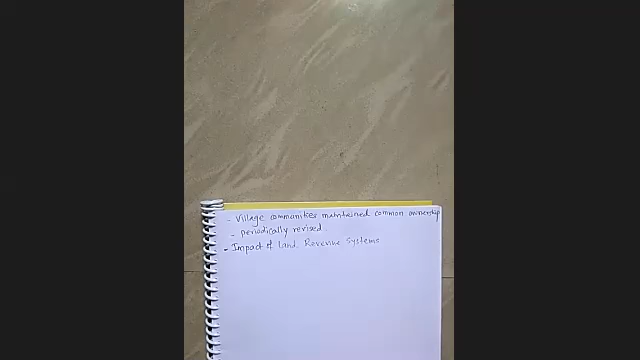 - Village communities maintained common ownership
- periodically revised.
- Impact of Land Revenue Systems